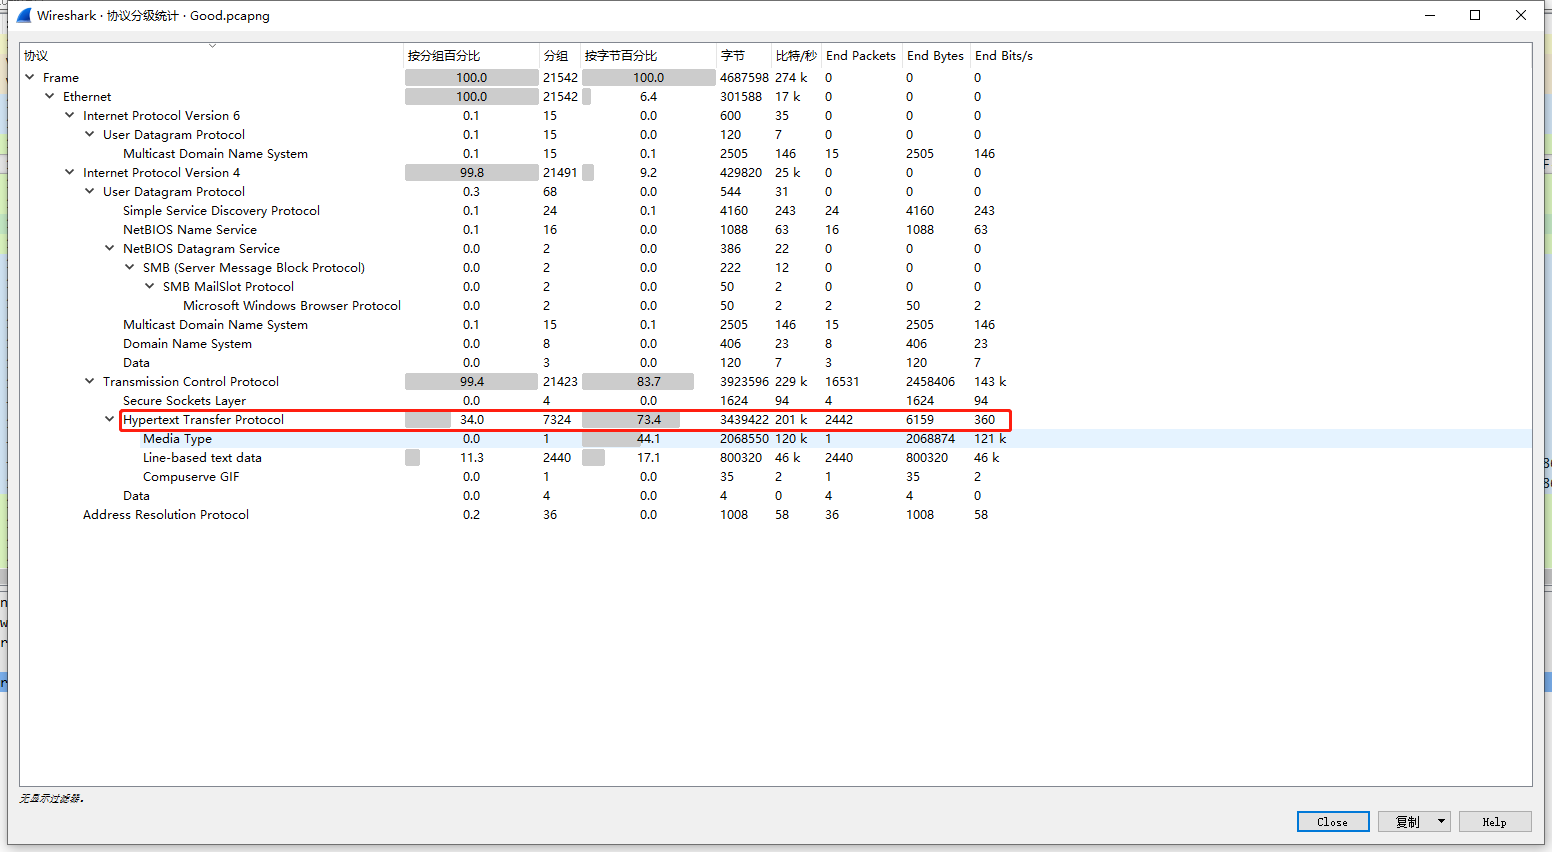 Wireshark · 协议分级统计 · Good.pcapng
协议 按分组百分比 分组 按字节百分比 字节 比特/秒 End Packets End Bytes End Bits/s
Frame 100.0 21542 100.0 4687598 274 k 0 0 0
Ethernet 100.0 21542 6.4 301588 17 k 0 0 0
Internet Protocol Version 6 0.1 15 0.0 600 35 0 0 0
User Datagram Protocol 0.1 15 0.0 120 7 0 0 0
Multicast Domain Name System 0.1 15 0.1 2505 146 15 2505 146
Internet Protocol Version 4 99.8 21491 9.2 429820 25 k 0 0 0
User Datagram Protocol 0.3 68 0.0 544 31 0 0 0
Simple Service Discovery Protocol 0.1 24 0.1 4160 243 24 4160 243
NetBIOS Name Service 0.1 16 0.0 1088 63 16 1088 63
NetBIOS Datagram Service 0.0 2 0.0 386 22 0 0 0
SMB (Server Message Block Protocol) 0.0 2 0.0 222 12 0 0 0
SMB MailSlot Protocol 0.0 2 0.0 50 2 0 0 0
Microsoft Windows Browser Protocol 0.0 2 0.0 50 2 2 50 2
Multicast Domain Name System 0.1 15 0.1 2505 146 15 2505 146
Domain Name System 0.0 8 0.0 406 23 8 406 23
Data 0.0 3 0.0 120 7 3 120 7
Transmission Control Protocol 99.4 21423 83.7 3923596 229 k 16531 2458406 143 k
Secure Sockets Layer 0.0 4 0.0 1624 94 4 1624 94
Hypertext Transfer Protocol 34.0 7324 73.4 3439422 201 k 2442 6159 360
Media Type 0.0 1 44.1 2068550 120 k 1 2068874 121 k
Line-based text data 11.3 2440 17.1 800320 46 k 2440 800320 46 k
Compuserve GIF 0.0 1 0.0 35 2 1 35 2
Data 0.0 4 0.0 4 0 4 4 0
Address Resolution Protocol 0.2 36 0.0 1008 58 36 1008 58
无显示过滤器。
Close 复制 Help